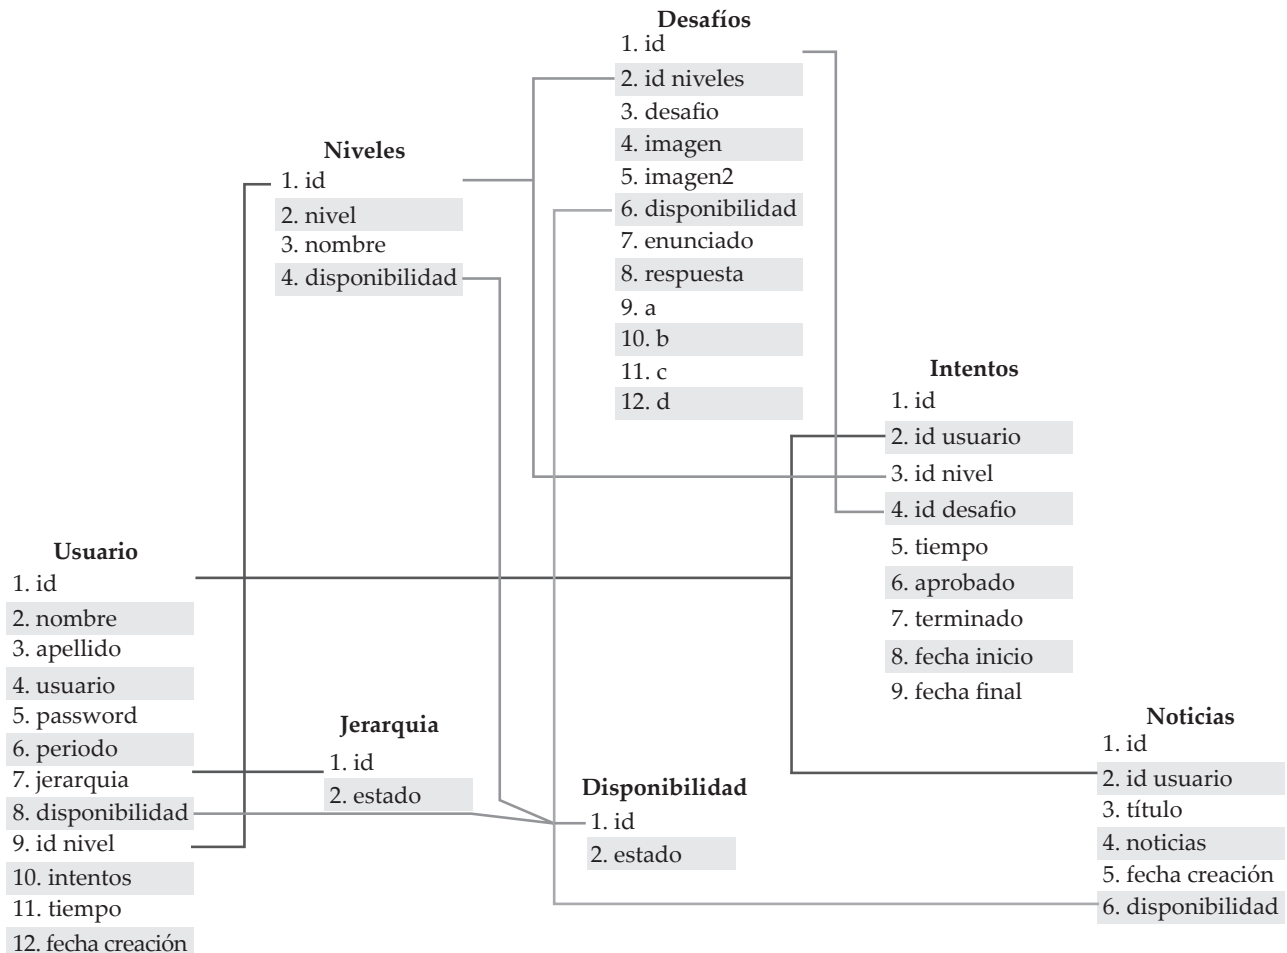 Desafíos
1. id
2. id niveles
3. desafio
4. imagen
5. imagen2
6. disponibilidad
7. enunciado
8. respuesta
9. a
10. b
11. c
12. d
Niveles
1. id
2. nivel
3. nombre
4. disponibilidad
Intentos
1. id
2. id usuario
3. id nivel
4. id desafio
5. tiempo
6. aprobado
7. terminado
8. fecha inicio
9. fecha final
Usuario
1. id
2. nombre
3. apellido
4. usuario
5. password
6. periodo
7. jerarquia
8. disponibilidad
9. id nivel
10. intentos
11. tiempo
12. fecha creación
Jerarquia
1. id
2. estado
Disponibilidad
1. id
2. estado
Noticias
1. id
2. id usuario
3. título
4. noticias
5. fecha creación
6. disponibilidad